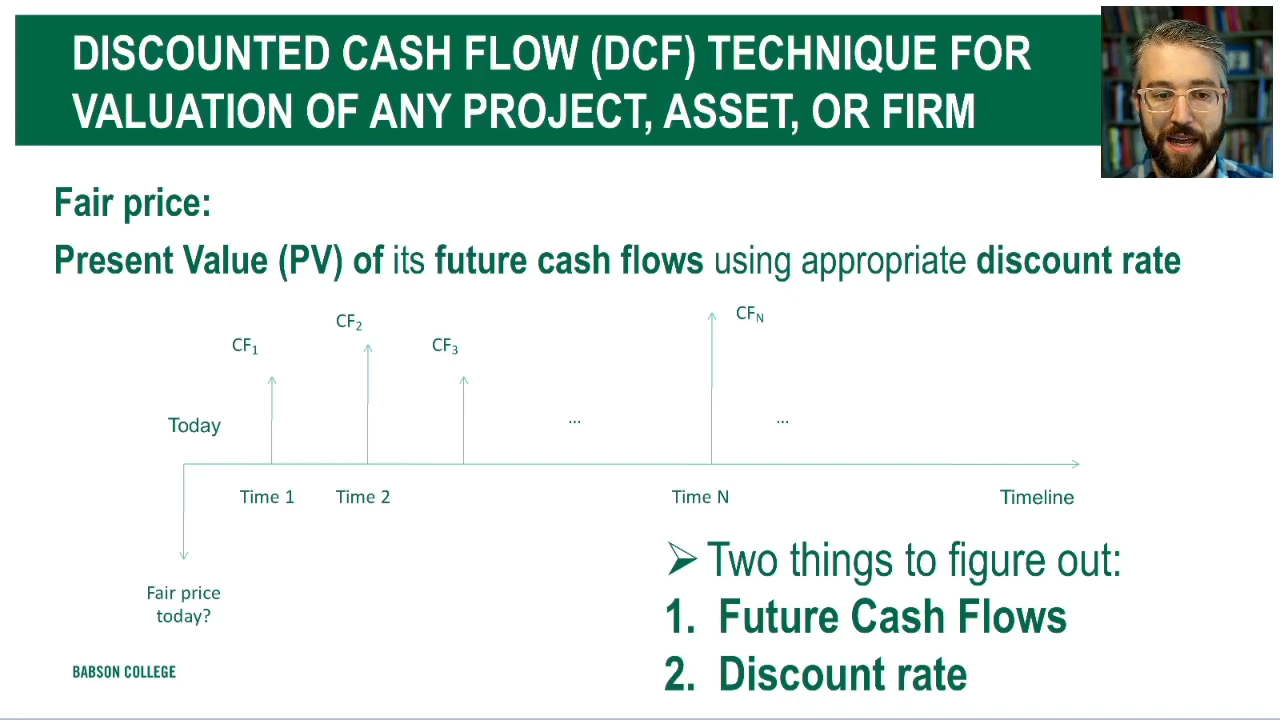 DISCOUNTED CASH FLOW (DCF) TECHNIQUE FOR
VALUATION OF ANY PROJECT, ASSET, OR FIRM
Fair price:
Present Value (PV) of its future cash flows using appropriate discount rate
CF₁
CF₂
CF₃
CFN
Today
...
...
Time 1
Time 2
Time N
Timeline
Fair price
today?
➢ Two things to figure out:
1. Future Cash Flows
2. Discount rate
BABSON COLLEGE